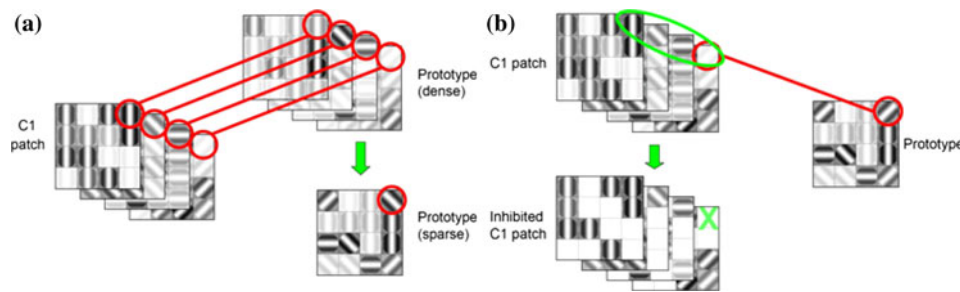 (a)
C1
patch
Prototype
(dense)
Prototype
(sparse)
(b)
C1 patch
Prototype
Inhibited
C1 patch
X